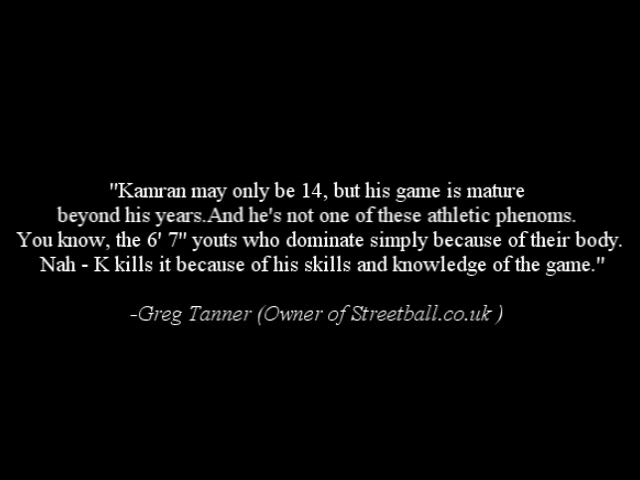 "Kamran may only be 14, but his game is mature
beyond his years.And he's not one of these athletic phenoms.
You know, the 6' 7" youts who dominate simply because of their body.
Nah - K kills it because of his skills and knowledge of the game."
-Greg Tanner (Owner of Streetball.co.uk )